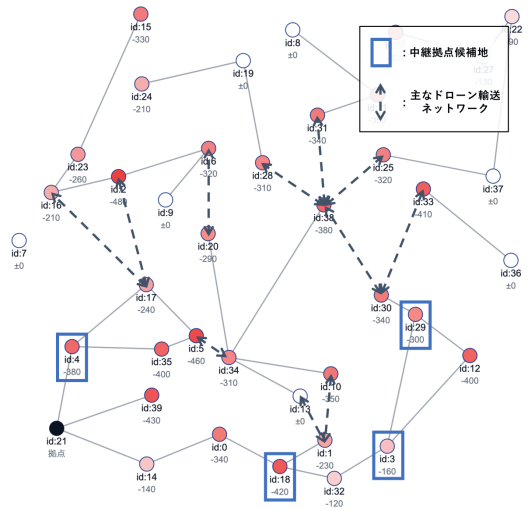 id:15
-330
id:8
±0
:22
90
：中継拠点候補地
：主なドローン輸送
ネットワーク
id:19
±0
id:24
-210
id:27
id:31
-340
id:23
-260
id:6
-320
id:28
-310
id:25
-320
id:37
±0
id:16
-210
id:2
-480
id:9
±0
id:38
-380
id:33
-410
id:7
±0
id:20
-290
id:36
±0
id:17
-240
id:30
-340
id:29
-300
id:4
-380
id:35
-400
id:5
-460
id:34
-310
id:12
-400
id:10
-350
id:39
-430
id:13
±0
id:21
拠点
id:0
-340
id:1
-230
id:3
-160
id:14
-140
id:18
-420
id:32
-120